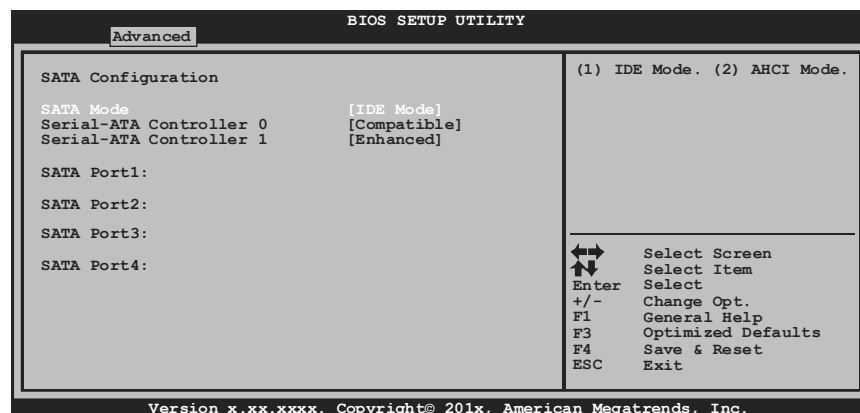 BIOS SETUP UTILITY
Advanced
SATA Configuration
SATA Mode [IDE Mode]
Serial-ATA Controller 0 [Compatible]
Serial-ATA Controller 1 [Enhanced]
SATA Port1:
SATA Port2:
SATA Port3:
SATA Port4:
(1) IDE Mode. (2) AHCI Mode.
Select Screen
Select Item
Enter Select
+/- Change Opt.
F1 General Help
F3 Optimized Defaults
F4 Save & Reset
ESC Exit
Version x.xx.xxxx. Copyright© 201x, American Megatrends, Inc.